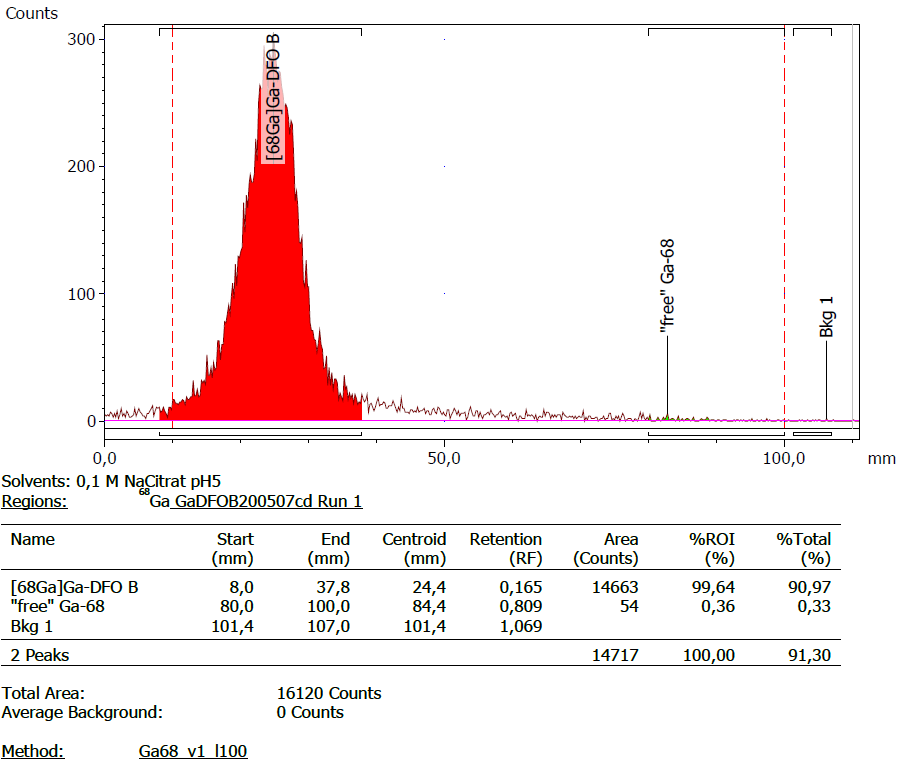 Counts
300
200
100
0
[68Ga]Ga-DFO B
"free" Ga-68
Bkg 1
0,0 50,0 100,0 mm
Solvents: 0,1 M NaCitrat pH5
Regions: ⁶⁸Ga GaDFOB200507cd Run 1
Name Start End Centroid Retention Area %ROI %Total
(mm) (mm) (mm) (RF) (Counts) (%) (%)
[68Ga]Ga-DFO B 8,0 37,8 24,4 0,165 14663 99,64 90,97
"free" Ga-68 80,0 100,0 84,4 0,809 54 0,36 0,33
Bkg 1 101,4 107,0 101,4 1,069
2 Peaks 14717 100,00 91,30
Total Area: 16120 Counts
Average Background: 0 Counts
Method: Ga68_v1_l100